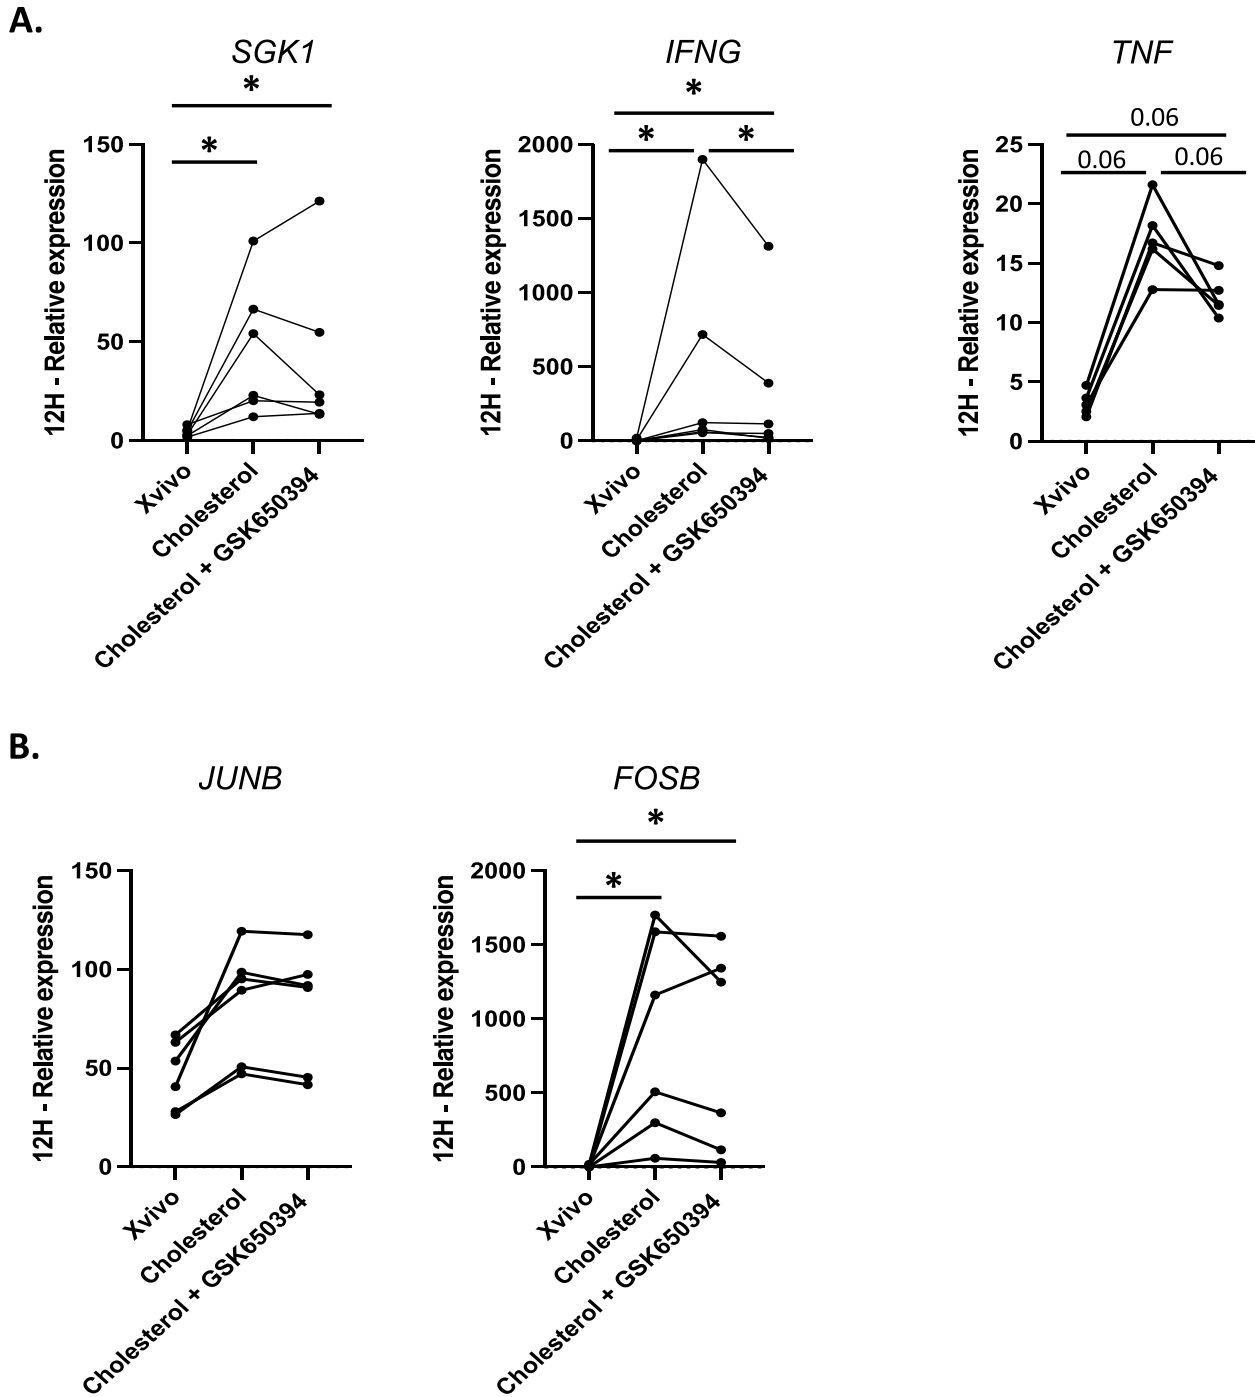 A.
SGK1
*
*
12H - Relative expression
150
100
50
0
Xvivo
Cholesterol
Cholesterol + GSK650394
IFNG
*
*
*
12H - Relative expression
2000
1500
1000
500
0
Xvivo
Cholesterol
Cholesterol + GSK650394
TNF
0.06
0.06
0.06
12H - Relative expression
25
20
15
10
5
0
Xvivo
Cholesterol
Cholesterol + GSK650394
B.
JUNB
12H - Relative expression
150
100
50
0
Xvivo
Cholesterol
Cholesterol + GSK650394
FOSB
*
*
12H - Relative expression
2000
1500
1000
500
0
Xvivo
Cholesterol
Cholesterol + GSK650394